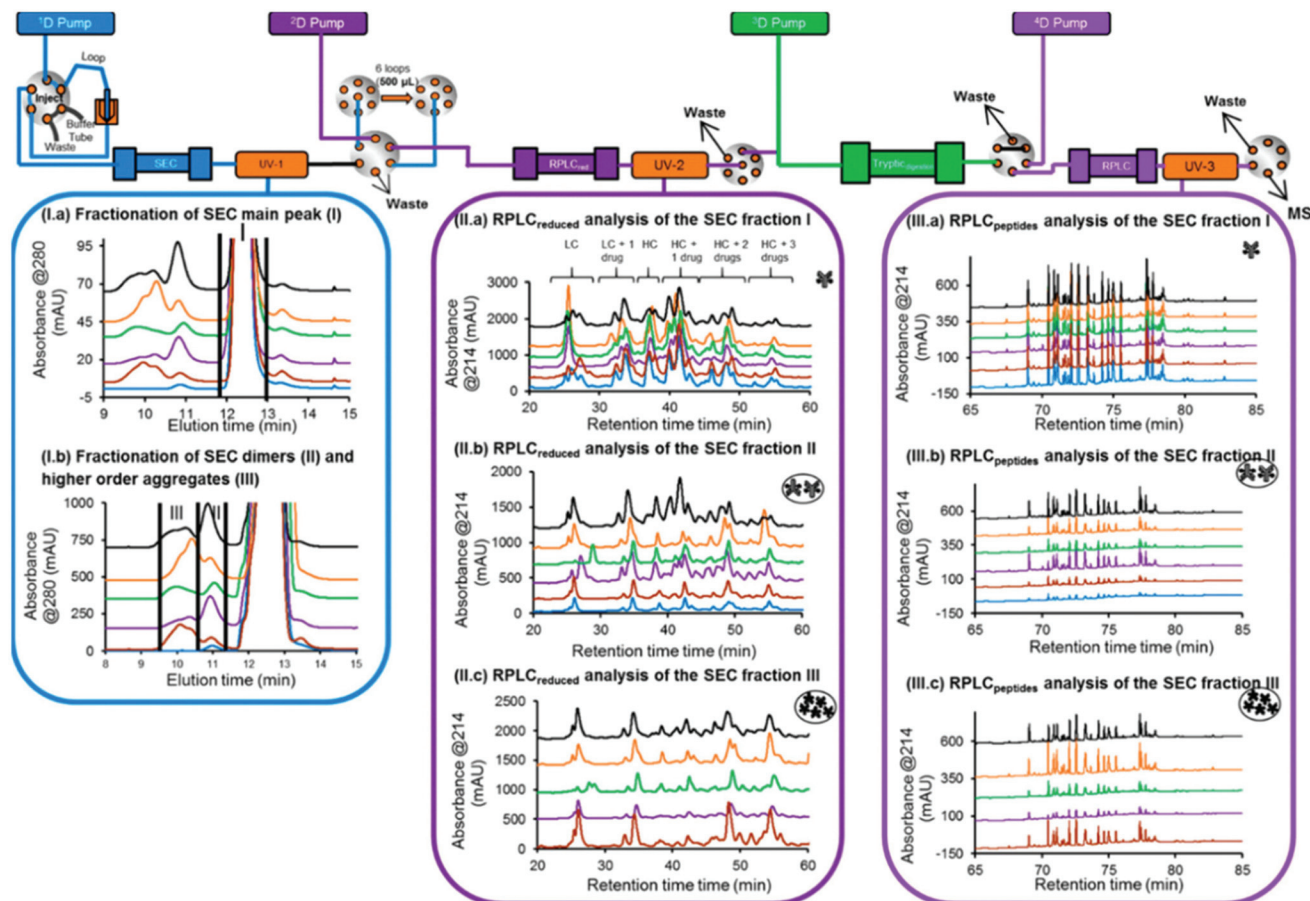 ¹D Pump
²D Pump
³D Pump
⁴D Pump
Loop
Inject
Buffer
Tube
Waste
6 loops
(500 µL)
Waste
Waste
Waste
Waste
SEC
UV-1
RPLCred
UV-2
Tryptic digestion
RPLC
UV-3
MS
(I.a) Fractionation of SEC main peak (I)
I
Absorbance @280
(mAU)
95
70
45
20
-5
9 10 11 12 13 14 15
Elution time (min)
(I.b) Fractionation of SEC dimers (II) and
higher order aggregates (III)
III II
Absorbance
@280 (mAU)
750
500
250
0
8 9 10 11 12 13 14 15
Elution time (min)
(II.a) RPLCreduced analysis of the SEC fraction I
LC
LC + 1
drug
HC
HC +
1 drug
HC + 2
drugs
HC + 3
drugs
Absorbance
@214 (mAU)
3000
2000
1000
0
20 30 40 50 60
Retention time time (min)
(II.b) RPLCreduced analysis of the SEC fraction II
Absorbance @214
(mAU)
2000
1500
1000
500
0
20 30 40 50 60
Retention time time (min)
(II.c) RPLCreduced analysis of the SEC fraction III
Absorbance @214
(mAU)
2500
2000
1500
1000
500
0
20 30 40 50 60
Retention time time (min)
(III.a) RPLCpeptides analysis of the SEC fraction I
Absorbance @214
(mAU)
600
350
100
-150
65 70 75 80 85
Retention time (min)
(III.b) RPLCpeptides analysis of the SEC fraction II
Absorbance @214
(mAU)
600
350
100
-150
65 70 75 80 85
Retention time (min)
(III.c) RPLCpeptides analysis of the SEC fraction III
Absorbance @214
(mAU)
600
350
100
-150
65 70 75 80 85
Retention time (min)